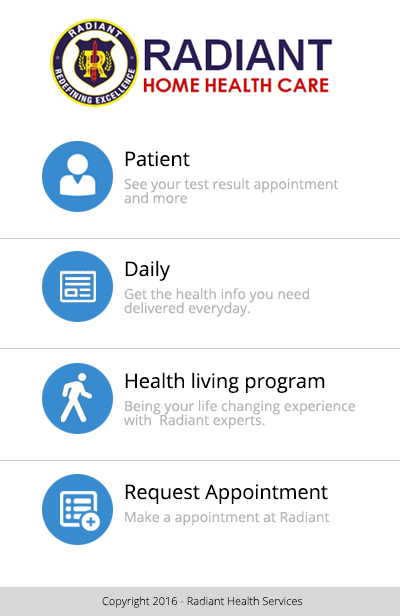 RADIANT
R
REDEFINING EXCELLENCE
RADIANT
HOME HEALTH CARE
Patient
See your test result appointment
and more
Daily
Get the health info you need
delivered everyday.
Health living program
Being your life changing experience
with  Radiant experts.
Request Appointment
Make a appointment at Radiant
Copyright 2016 - Radiant Health Services